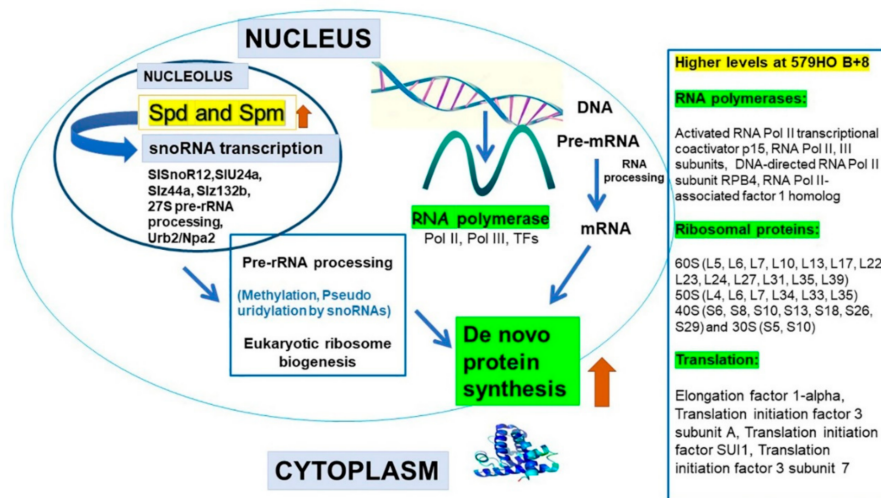 NUCLEUS
NUCLEOLUS
Spd and Spm
snoRNA transcription
SlSnoR12,SlU24a,
Slz44a, Slz132b,
27S pre-rRNA
processing,
Urb2/Npa2
Pre-rRNA processing
(Methylation, Pseudo
uridylation by snoRNAs)
Eukaryotic ribosome
biogenesis
DNA
Pre-mRNA
RNA
processing
mRNA
RNA polymerase
Pol II, Pol III, TFs
De novo
protein
synthesis
CYTOPLASM
Higher levels at 579HO B+8
RNA polymerases:
Activated RNA Pol II transcriptional
coactivator p15, RNA Pol II, III
subunits, DNA-directed RNA Pol II
subunit RPB4, RNA Pol II-
associated factor 1 homolog
Ribosomal proteins:
60S (L5, L6, L7, L10, L13, L17, L22,
L23, L24, L27, L31, L35, L39)
50S (L4, L6, L7, L34, L33, L35)
40S (S6, S8, S10, S13, S18, S26,
S29) and 30S (S5, S10)
Translation:
Elongation factor 1-alpha,
Translation initiation factor 3
subunit A, Translation initiation
factor SUI1, Translation
initiation factor 3 subunit 7